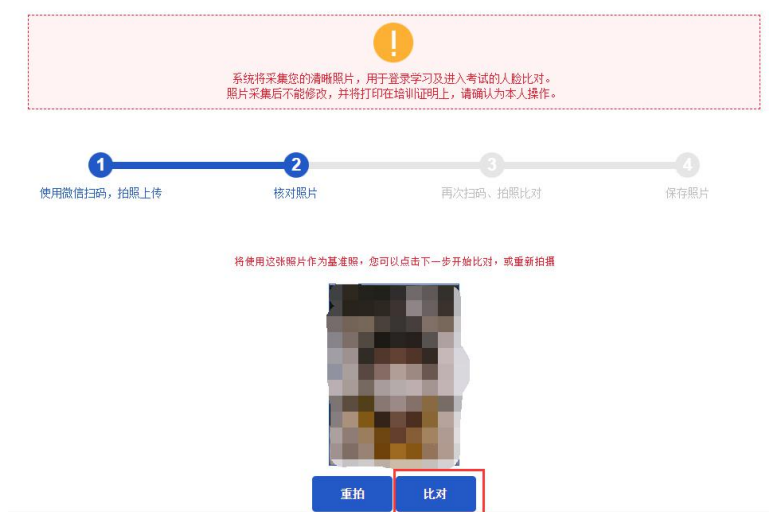 系统将采集您的清晰照片，用于登录学习及进入考试的人脸比对。
照片采集后不能修改，并将打印在培训证明上，请确认为本人操作。
1 2 3 4
使用微信扫码，拍照上传 核对照片 再次扫码、拍照比对 保存照片
将使用这张照片作为基准照，您可以点击下一步开始比对，或重新拍摄
重拍 比对